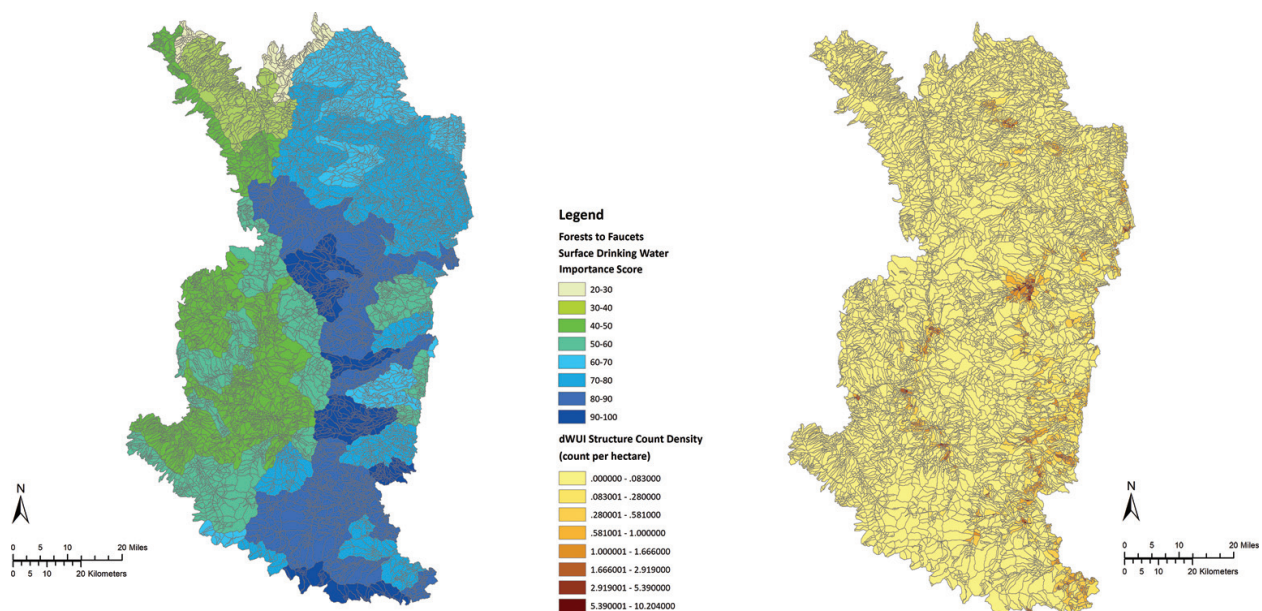 Legend
Forests to Faucets
Surface Drinking Water
Importance Score
20-30
30-40
40-50
50-60
60-70
70-80
80-90
90-100
dWUI Structure Count Density
(count per hectare)
.000000 - .083000
.083001 - .280000
.280001 - .581000
.581001 - 1.000000
1.000001 - 1.666000
1.666001 - 2.919000
2.919001 - 5.390000
5.390001 - 10.204000
N
0 5 10 20 Miles
0 5 10 20 Kilometers
N
0 5 10 20 Miles
0 5 10 20 Kilometers